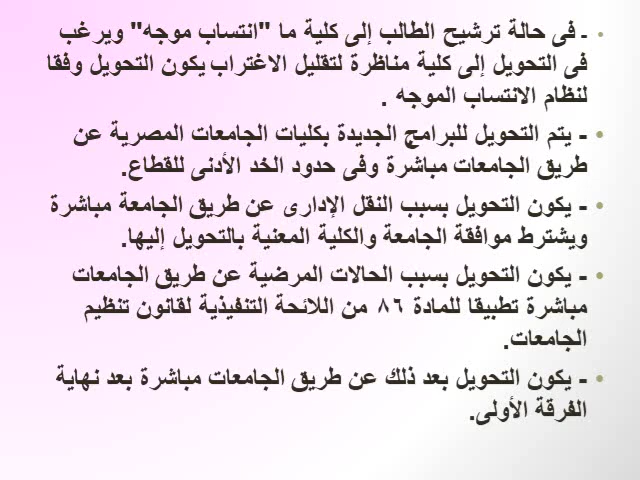 • ـ فى حالة ترشيح الطالب إلى كلية ما "انتساب موجه" ويرغب
فى التحويل إلى كلية مناظرة لتقليل الاغتراب يكون التحويل وفقا
لنظام الانتساب الموجه .
• - يتم التحويل للبرامج الجديدة بكليات الجامعات المصرية عن
طريق الجامعات مباشرة وفى حدود الخد الأدنى للقطاع.
• - يكون التحويل بسبب النقل الإدارى عن طريق الجامعة مباشرة
ويشترط موافقة الجامعة والكلية المعنية بالتحويل إليها.
• - يكون التحويل بسبب الحالات المرضية عن طريق الجامعات
مباشرة تطبيقا للمادة ٨٦ من اللائحة التنفيذية لقانون تنظيم
الجامعات.
• - يكون التحويل بعد ذلك عن طريق الجامعات مباشرة بعد نهاية
الفرقة الأولى.